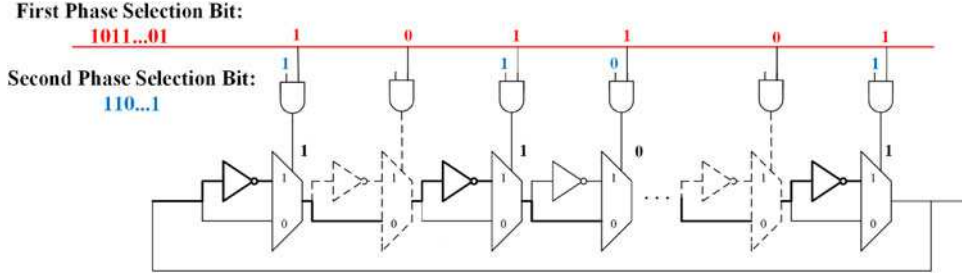 First Phase Selection Bit:
1011...01
1 0 1 1 0 1
Second Phase Selection Bit:
110...1
1 1 0 1
1 1 0 1
1 1 1 1 1 1
...
0 0 0 0 0 0